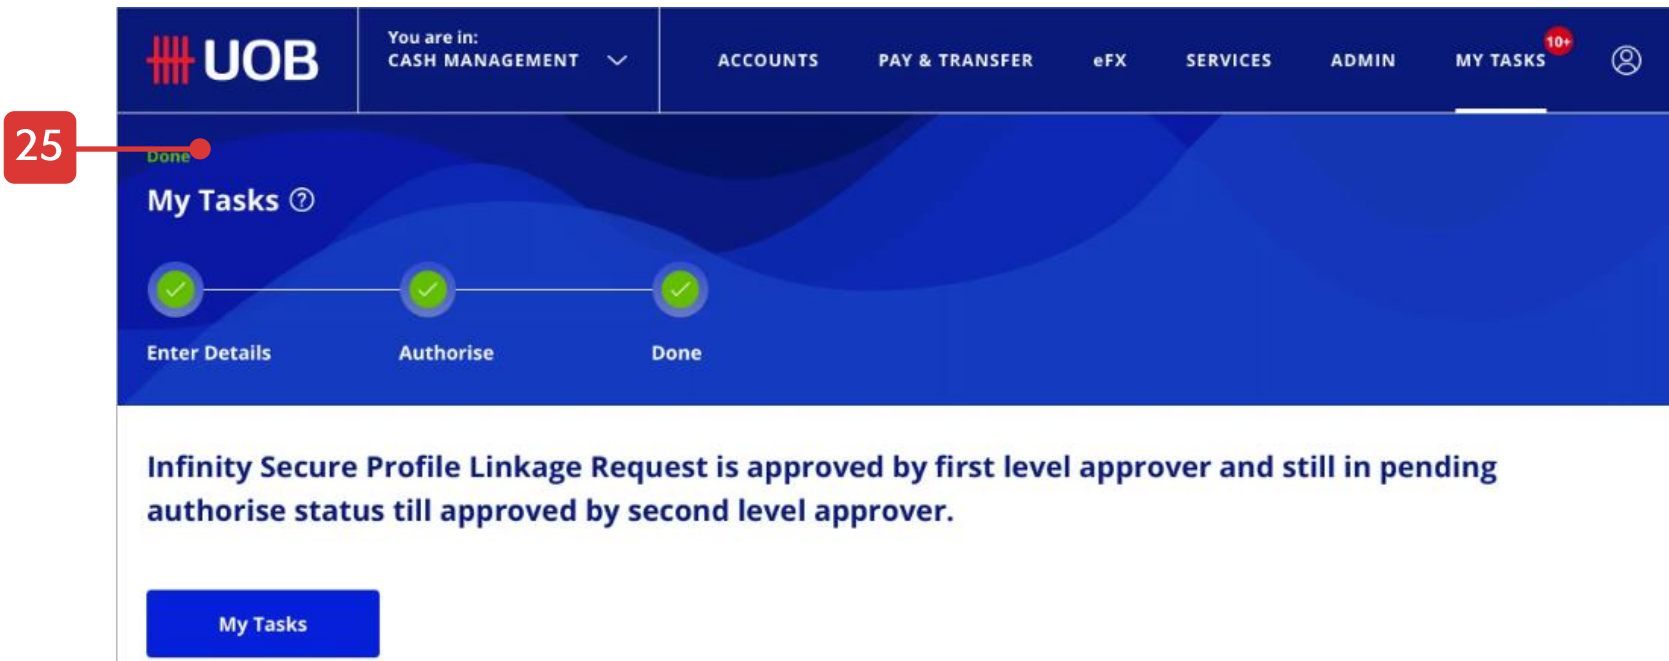 UOB
You are in:
CASH MANAGEMENT
ACCOUNTS
PAY & TRANSFER
eFX
SERVICES
ADMIN
MY TASKS
10+
25
Done
My Tasks ?
Enter Details
Authorise
Done
Infinity Secure Profile Linkage Request is approved by first level approver and still in pending
authorise status till approved by second level approver.
My Tasks